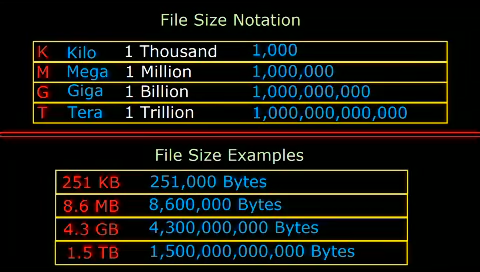 File Size Notation
K Kilo 1 Thousand 1,000
M Mega 1 Million 1,000,000
G Giga 1 Billion 1,000,000,000
T Tera 1 Trillion 1,000,000,000,000
File Size Examples
251 KB 251,000 Bytes
8.6 MB 8,600,000 Bytes
4.3 GB 4,300,000,000 Bytes
1.5 TB 1,500,000,000,000 Bytes